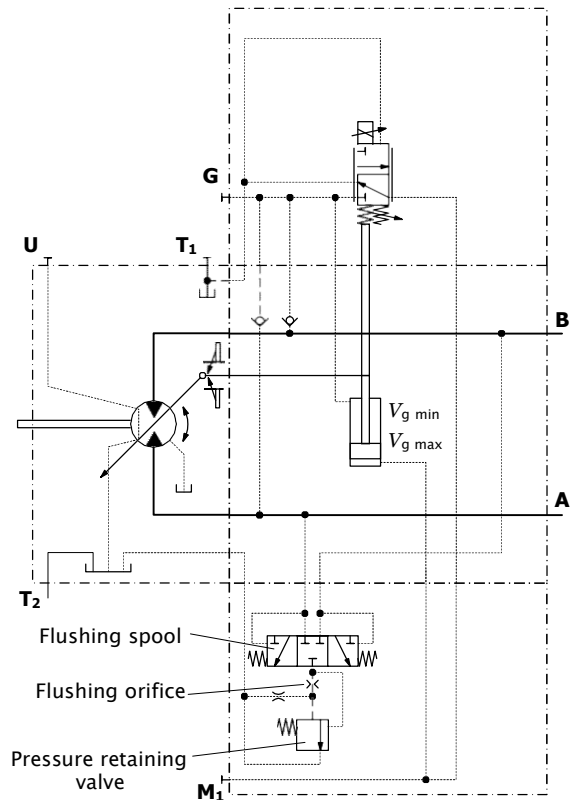 G
U
T1
B
Vg min
Vg max
A
T2
Flushing spool
Flushing orifice
Pressure retaining
valve
M1